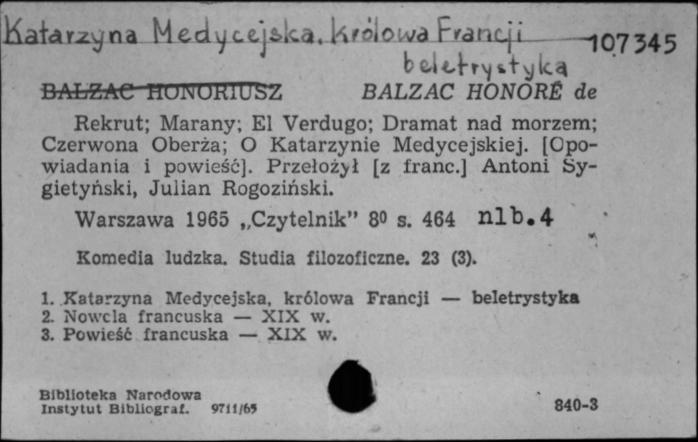 Katarzyna Medycejska, królowa Francji 107345
beletrystyka
BALZAC HONORIUSZ BALZAC HONORÉ de
Rekrut; Marany; El Verdugo; Dramat nad morzem;
Czerwona Oberża; O Katarzynie Medycejskiej. [Opo-
wiadania i powieść]. Przełożył [z franc.] Antoni Sy-
gietyński, Julian Rogoziński.
Warszawa 1965 „Czytelnik” 8⁰ s. 464 nlb.4
Komedia ludzka. Studia filozoficzne. 23 (3).
1. Katarzyna Medycejska, królowa Francji — beletrystyka
2. Nowela francuska — XIX w.
3. Powieść francuska — XIX w.
Biblioteka Narodowa
Instytut Bibliograf. 9711/65 840-3